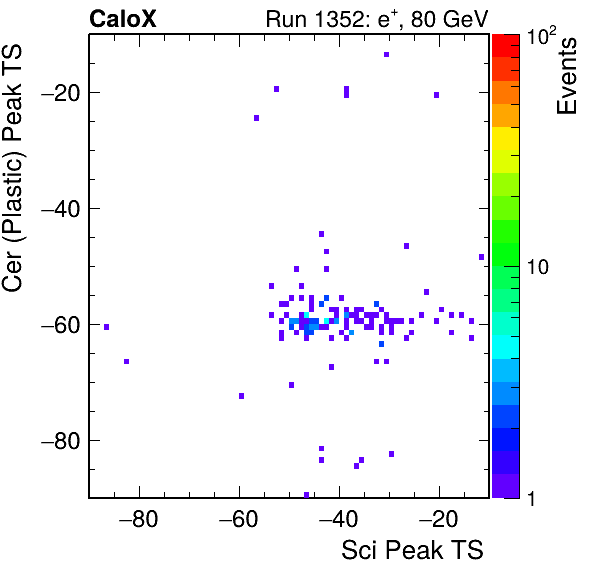 CaloX
Run 1352: e+, 80 GeV
Cer (Plastic) Peak TS
−20
−40
−60
−80
−80
−60
−40
−20
Sci Peak TS
10²
10
1
Events